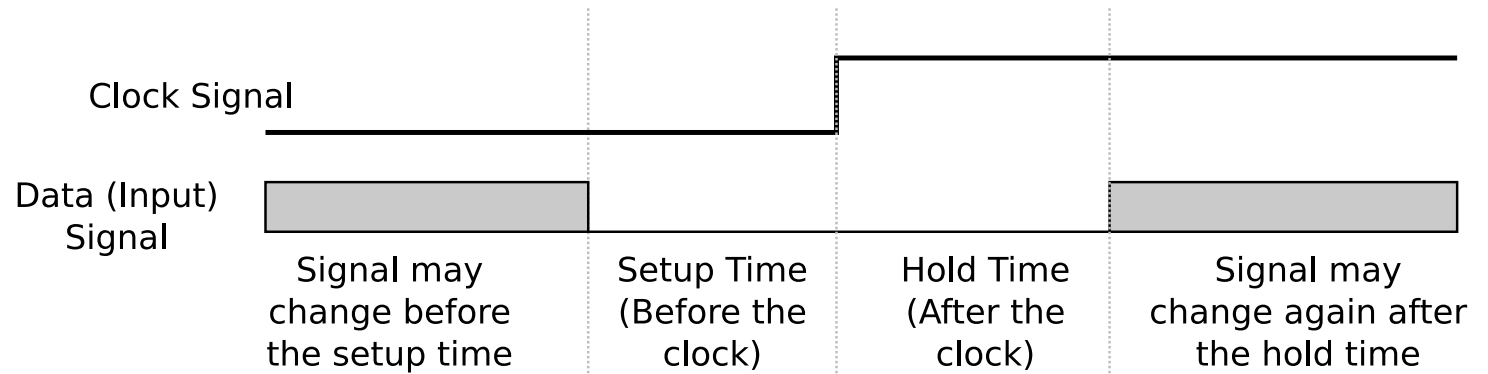 Clock Signal
Data (Input)
Signal
Signal may
change before
the setup time
Setup Time
(Before the
clock)
Hold Time
(After the
clock)
Signal may
change again after
the hold time